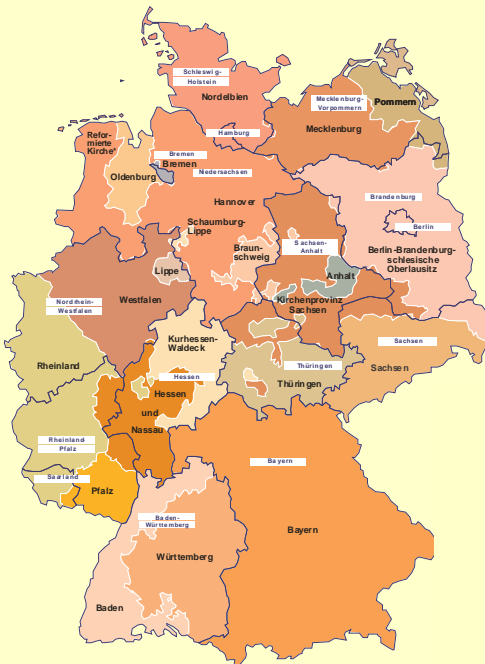 Schleswig-
Holstein
Nordelbien
Mecklenburg-
Vorpommern
Pommern
Mecklenburg
Hamburg
Refor-
mierte
Kirche*
Bremen
Bremen
Oldenburg
Niedersachsen
Hannover
Brandenburg
Berlin
Schaumburg-
Lippe
Braun-
schweig
Sachsen-
Anhalt
Berlin-Brandenburg-
schlesische
Oberlausitz
Lippe
Anhalt
Nordrhein-
Westfalen
Westfalen
Kirchenprovinz
Sachsen
Kurhessen-
Waldeck
Sachsen
Rheinland
Hessen
Thüringen
Sachsen
Thüringen
Hessen
und
Nassau
Rheinland
Pfalz
Bayern
Saarland
Pfalz
Baden-
Württemberg
Bayern
Württemberg
Baden